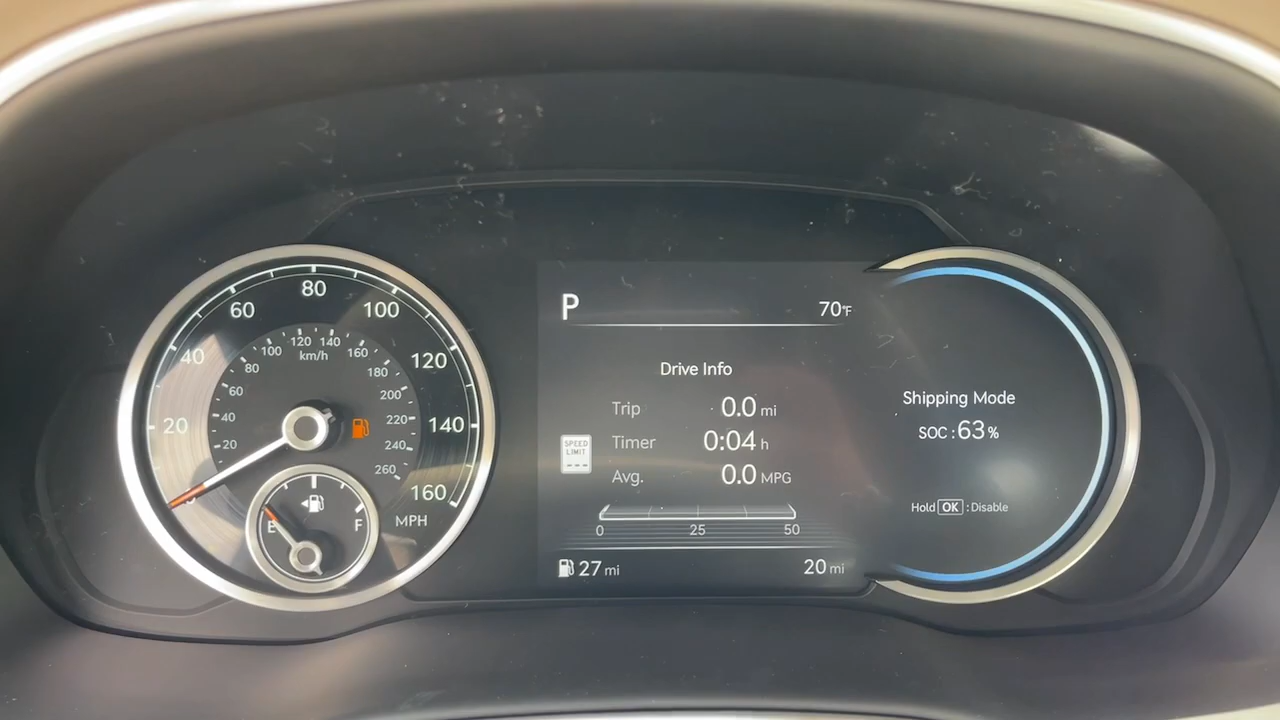 20
40
60
80
100
120
140
160
MPH
20
40
60
80
100
120
140
160
180
200
220
240
260
km/h
E
F
P
70°F
Drive Info
Trip 0.0 mi
Timer 0:04 h
Avg. 0.0 MPG
SPEED
LIMIT
---
0 25 50
27 mi
20 mi
Shipping Mode
SOC : 63 %
Hold OK : Disable